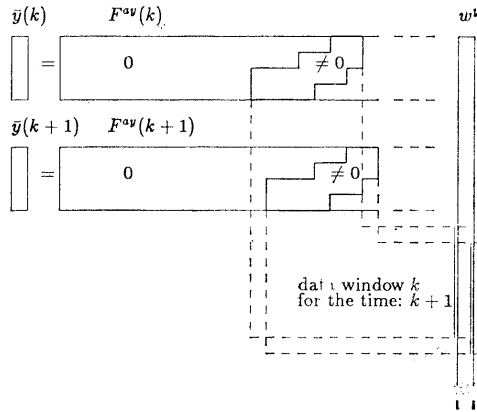 ȳ(k) F^{ay}(k) w
= 0 ≠ 0
ȳ(k + 1) F^{ay}(k + 1)
= 0 ≠ 0
window k
for the time: k + 1